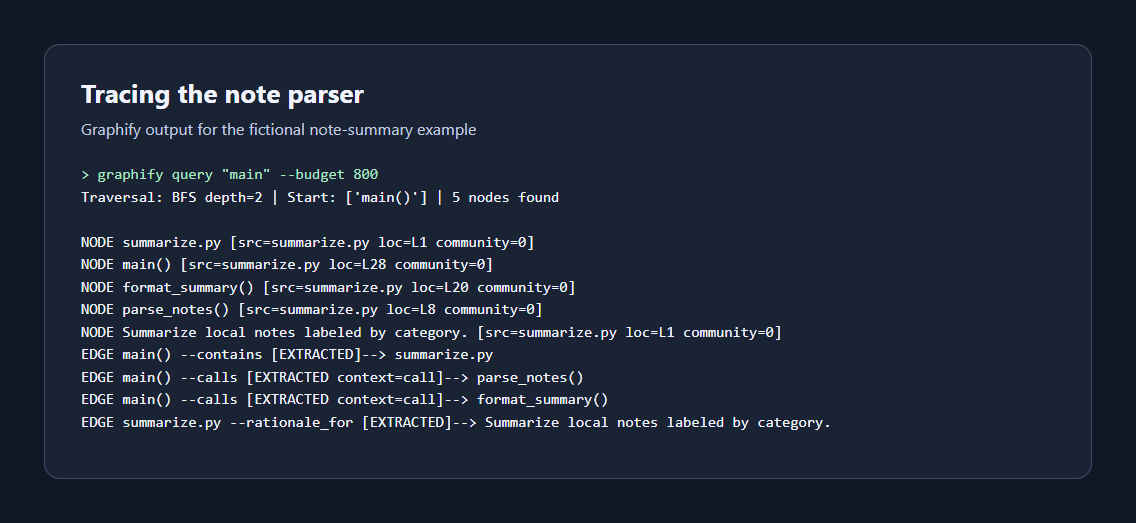 Tracing the note parser
Graphify output for the fictional note-summary example
> graphify query "main" --budget 800
Traversal: BFS depth=2 | Start: ['main()'] | 5 nodes found
NODE summarize.py [src=summarize.py loc=L1 community=0]
NODE main() [src=summarize.py loc=L28 community=0]
NODE format_summary() [src=summarize.py loc=L20 community=0]
NODE parse_notes() [src=summarize.py loc=L8 community=0]
NODE Summarize local notes labeled by category. [src=summarize.py loc=L1 community=0]
EDGE main() --contains [EXTRACTED]--> summarize.py
EDGE main() --calls [EXTRACTED context=call]--> parse_notes()
EDGE main() --calls [EXTRACTED context=call]--> format_summary()
EDGE summarize.py --rationale_for [EXTRACTED]--> Summarize local notes labeled by category.